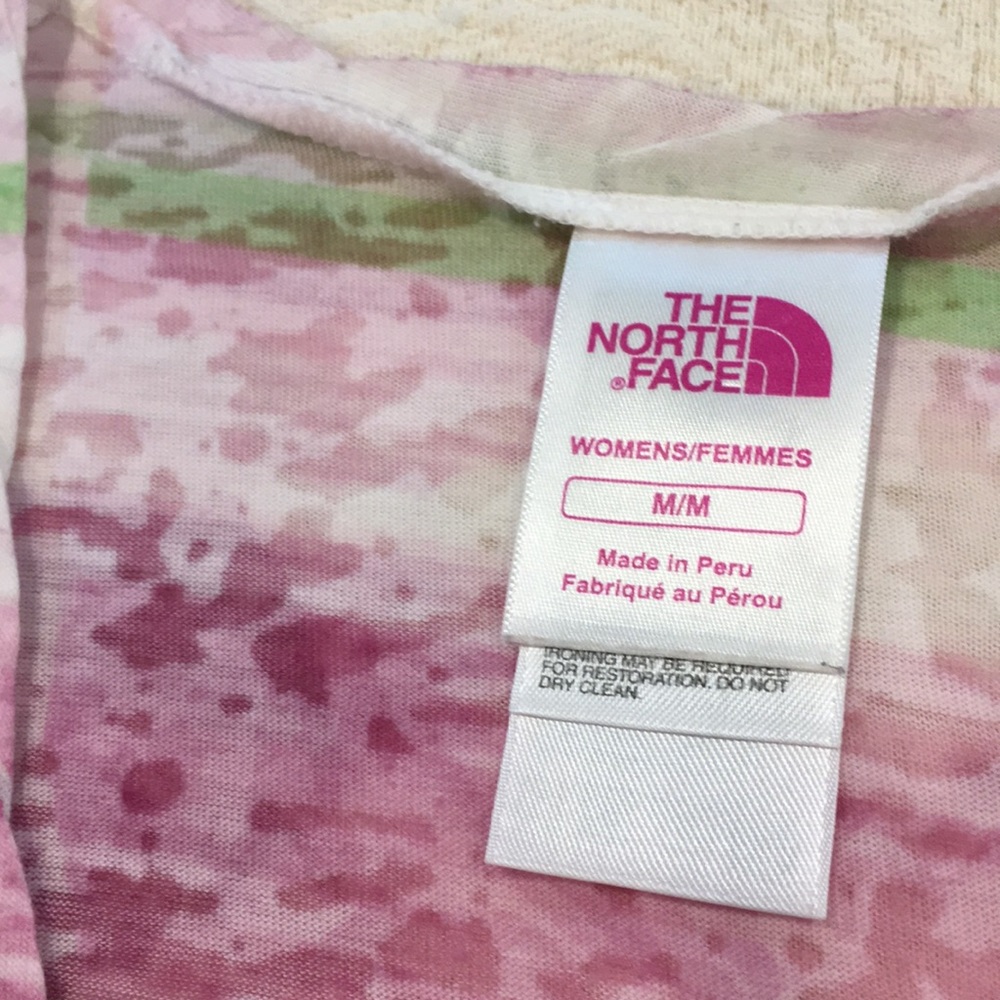 THE
NORTH
®FACE
WOMENS/FEMMES
M/M
Made in Peru
Fabriqué au Pérou
IRONING MAY BE REQUIRED
FOR RESTORATION. DO NOT
DRY CLEAN.